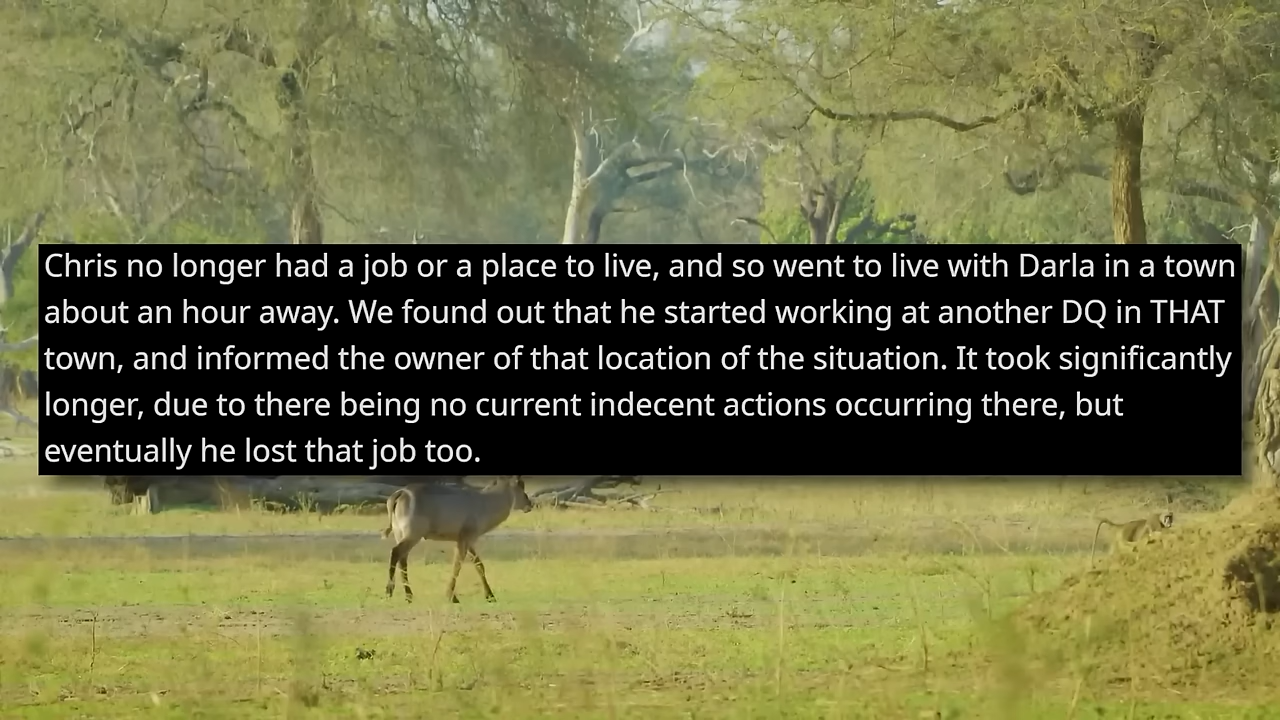 Chris no longer had a job or a place to live, and so went to live with Darla in a town
about an hour away. We found out that he started working at another DQ in THAT
town, and informed the owner of that location of the situation. It took significantly
longer, due to there being no current indecent actions occurring there, but
eventually he lost that job too.